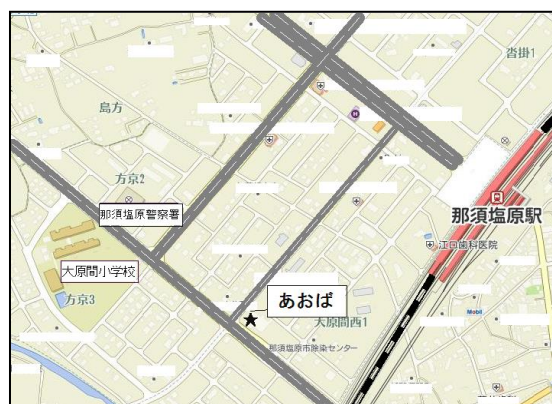 沓掛1
島方
方京2
那須塩原警察署
那須塩原駅
江口歯科医院
大原間小学校
方京3
あおば
大原間西1
Mobil
那須塩原市除染センター